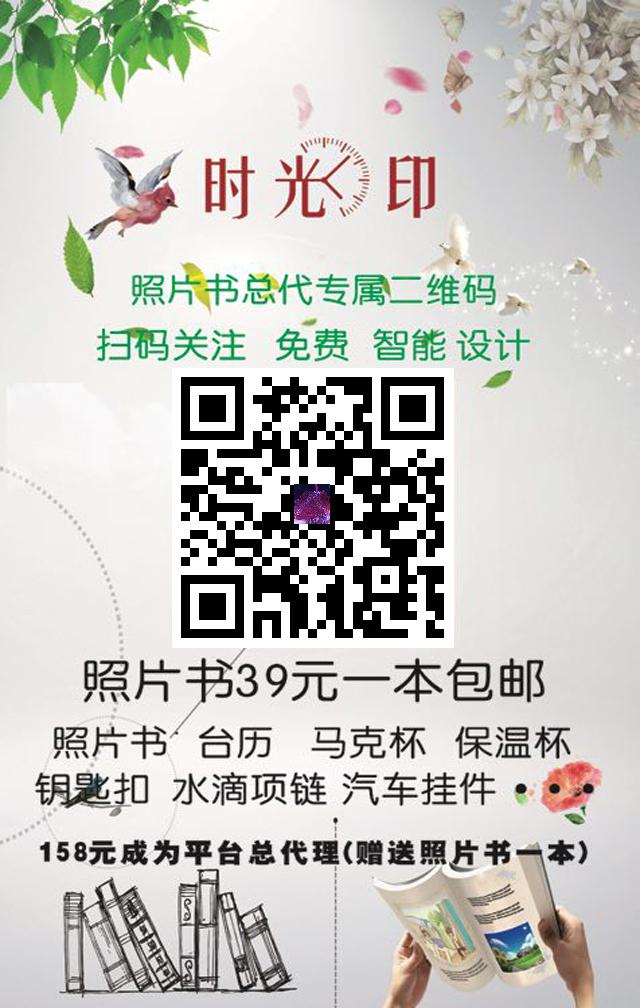 时光印
照片书总代专属二维码
扫码关注 免费 智能 设计
照片书39元一本包邮
照片书 台历 马克杯 保温杯
钥匙扣 水滴项链 汽车挂件
158元成为平台总代理(赠送照片书一本)